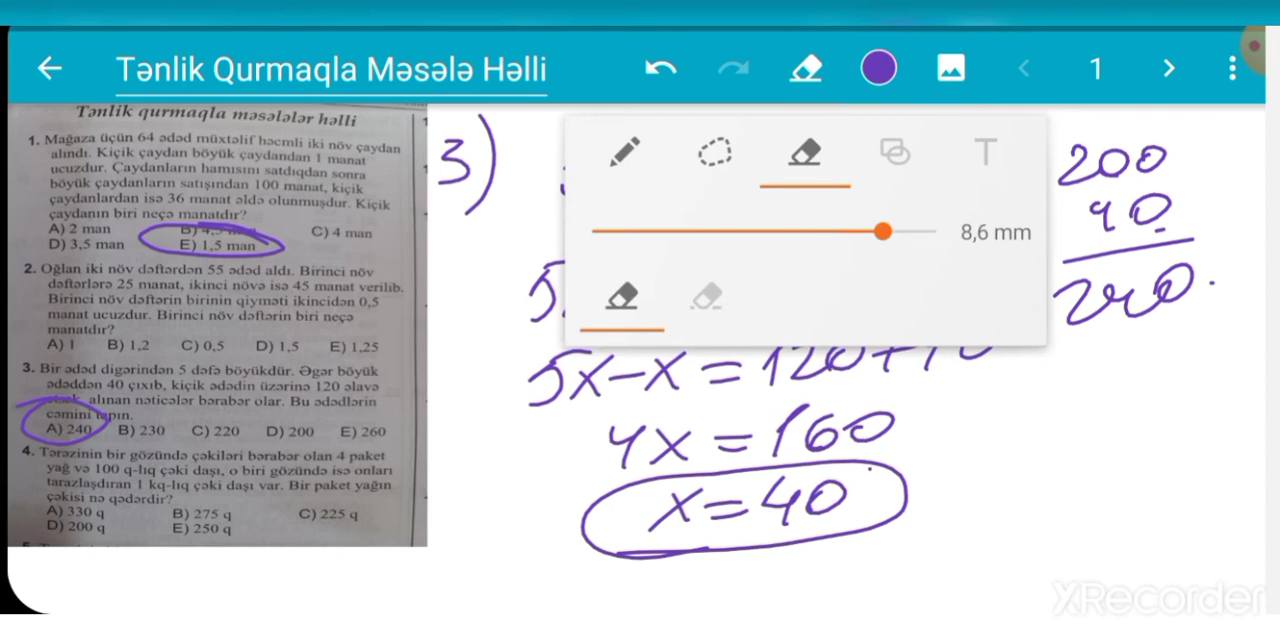 Tənlik Qurmaqla Məsələ Həlli
1
Tənlik qurmaqla məsələlər həlli
1. Mağaza üçün 64 ədəd müxtəlif həcmli iki növ çaydan
alındı. Kiçik çaydan böyük çaydandan 1 manat
ucuzdur. Çaydanların hamısını satdıqdan sonra
böyük çaydanların satışından 100 manat, kiçik
çaydanlardan isə 36 manat əldə olunmuşdur. Kiçik
çaydanın biri neçə manatdır?
A) 2 man B) 4,5 C) 4 man
D) 3,5 man E) 1,5 man
2. Oğlan iki növ dəftərdən 55 ədəd aldı. Birinci növ
dəftərlərə 25 manat, ikinci növə isə 45 manat verilib.
Birinci növ dəftərin birinin qiyməti ikincidən 0,5
manat ucuzdur. Birinci növ dəftərin biri neçə
manatdır?
A) 1 B) 1,2 C) 0,5 D) 1,5 E) 1,25
3. Bir ədəd digərindən 5 dəfə böyükdür. Əgər böyük
ədəddən 40 çıxıb, kiçik ədədin üzərinə 120 əlavə
alınan nəticələr bərabər olar. Bu ədədlərin
cəmini tapın.
A) 240 B) 230 C) 220 D) 200 E) 260
4. Tərəzinin bir gözündə çəkiləri bərabər olan 4 paket
yağ və 100 q-lıq çəki daşı, o biri gözündə isə onları
tarazlaşdıran 1 kq-lıq çəki daşı var. Bir paket yağın
çəkisi nə qədərdir?
A) 330 q B) 275 q C) 225 q
D) 200 q E) 250 q
3)
T
8,6 mm
5
5x-x=120+
4x=160
x=40
200
40
240.
XRecorder